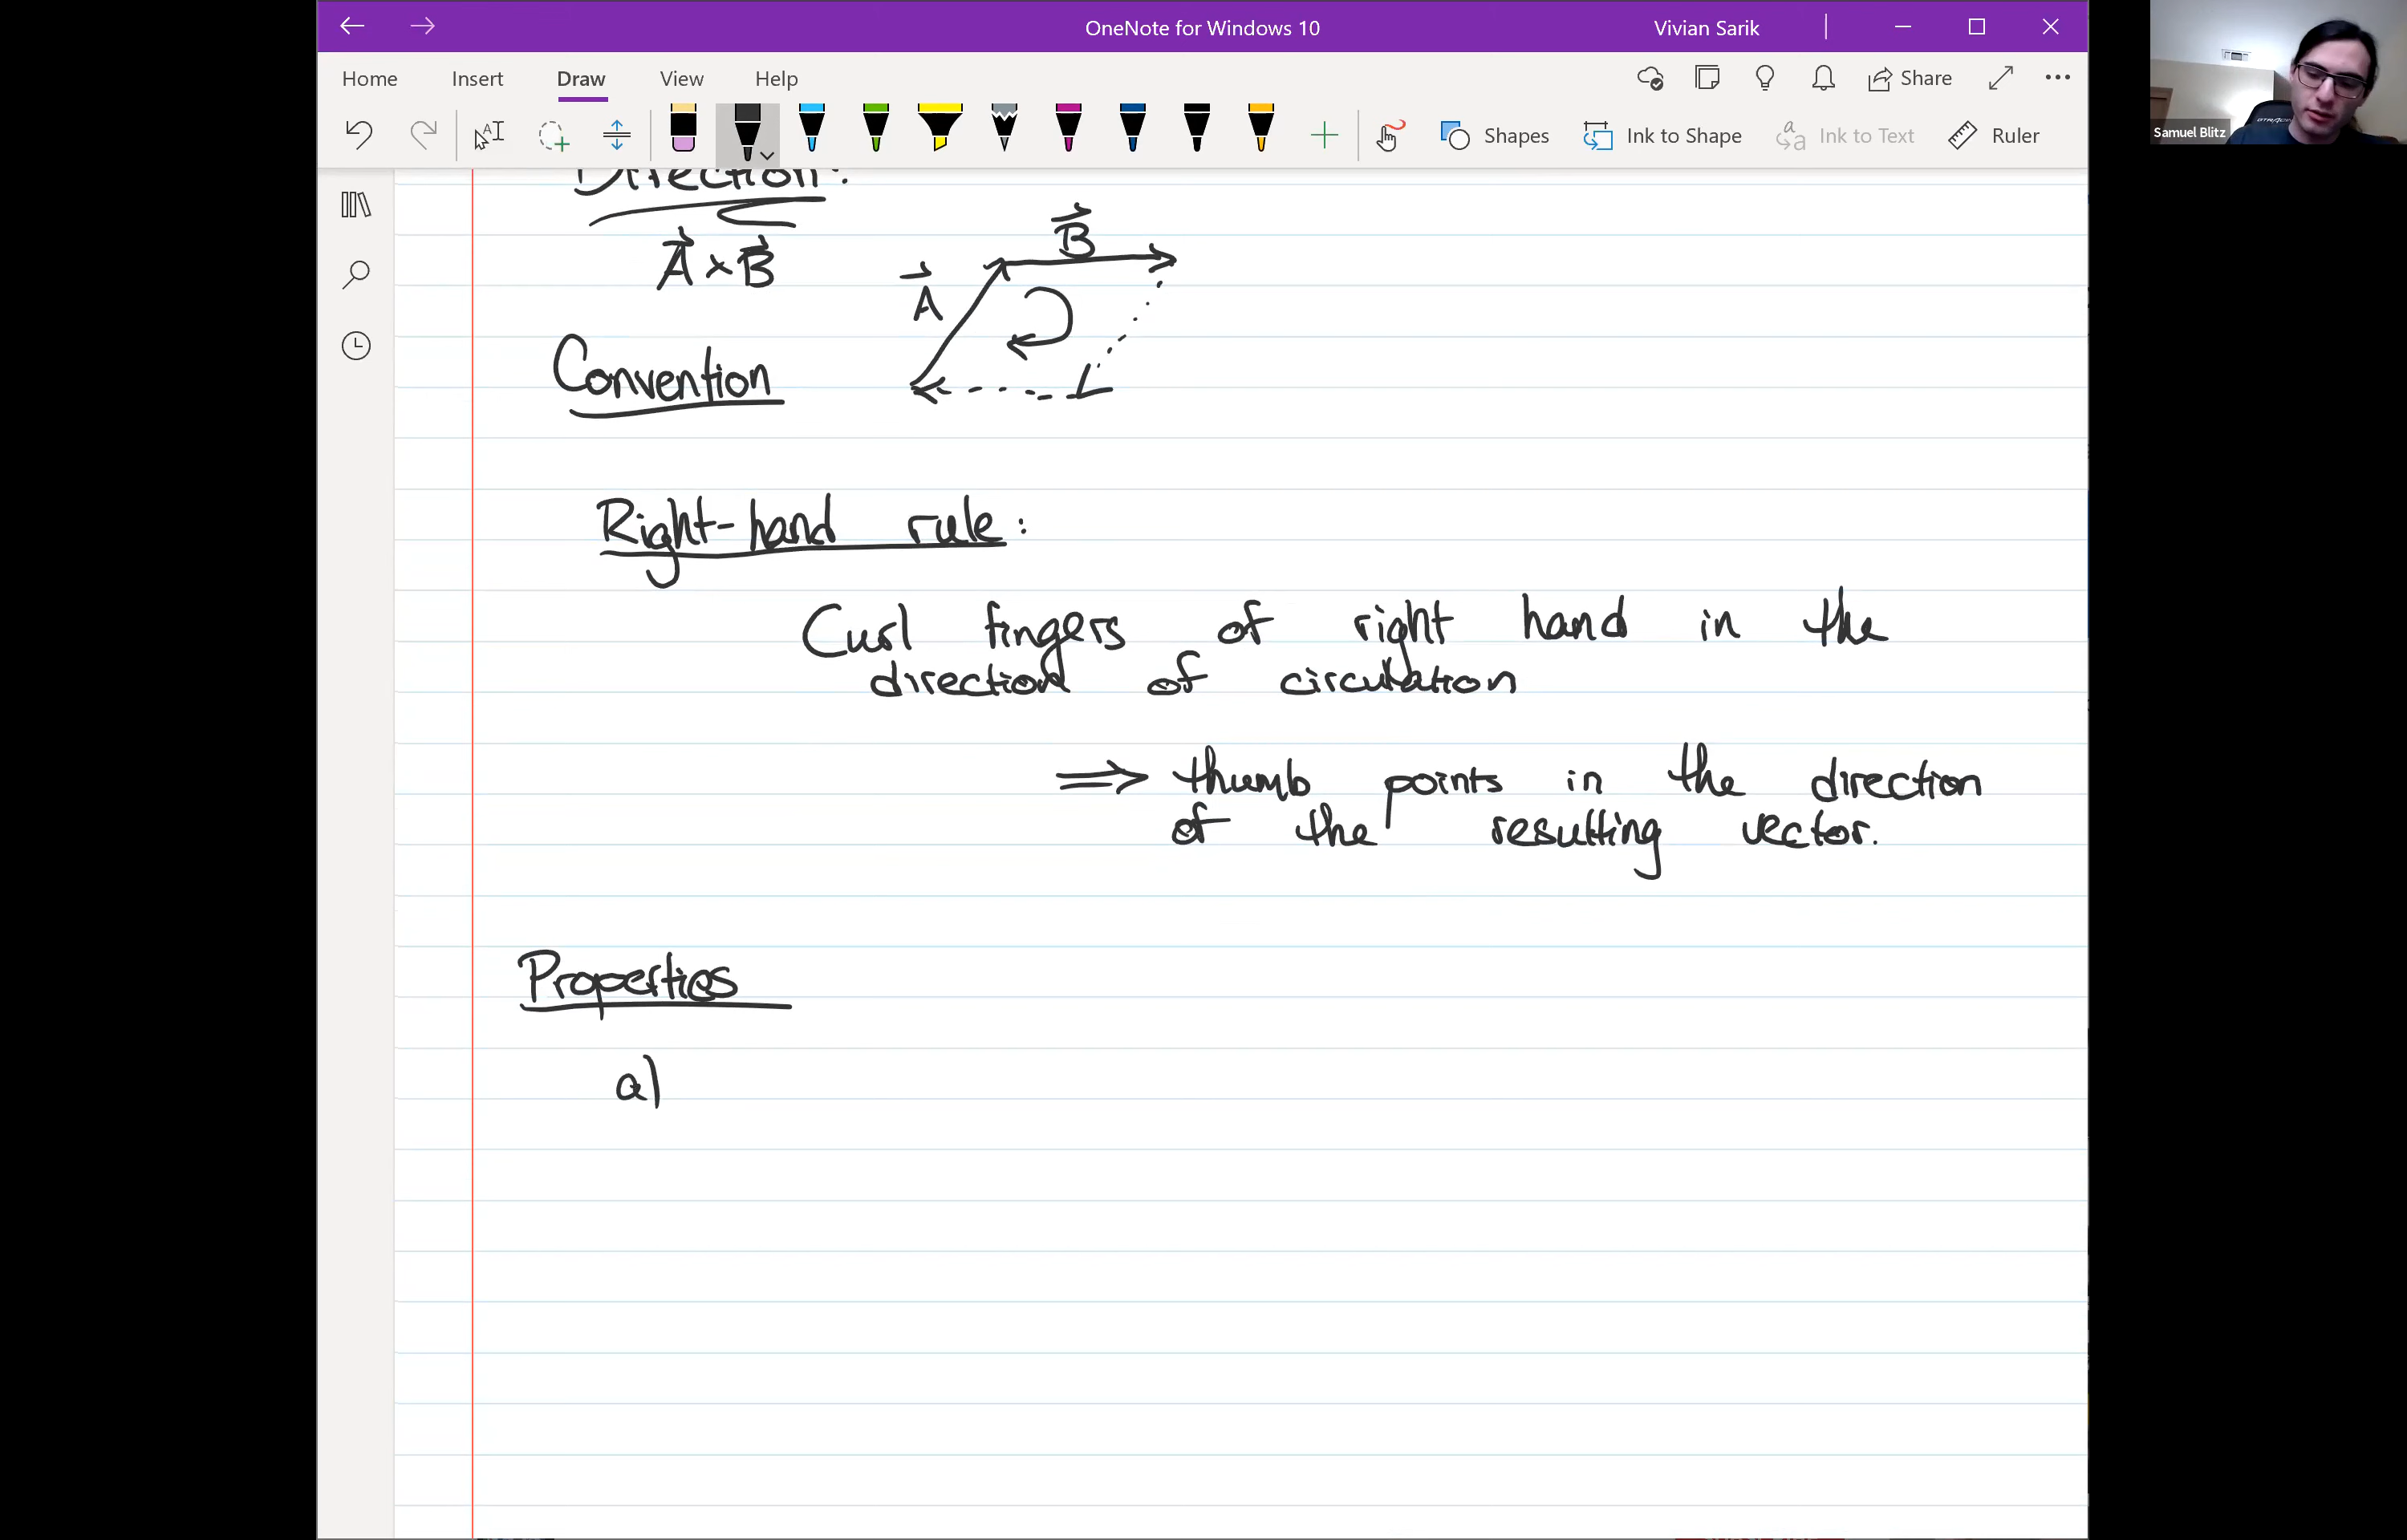 OneNote for Windows 10
Vivian Sarik
Home Insert Draw View Help
Share
Shapes Ink to Shape Ink to Text Ruler
Samuel Blitz
Direction:
A × B
B
A
Convention
Right-hand rule:
Curl fingers of right hand in the
direction of circulation
⟹ thumb points in the direction
of the resulting vector.
Properties
a)